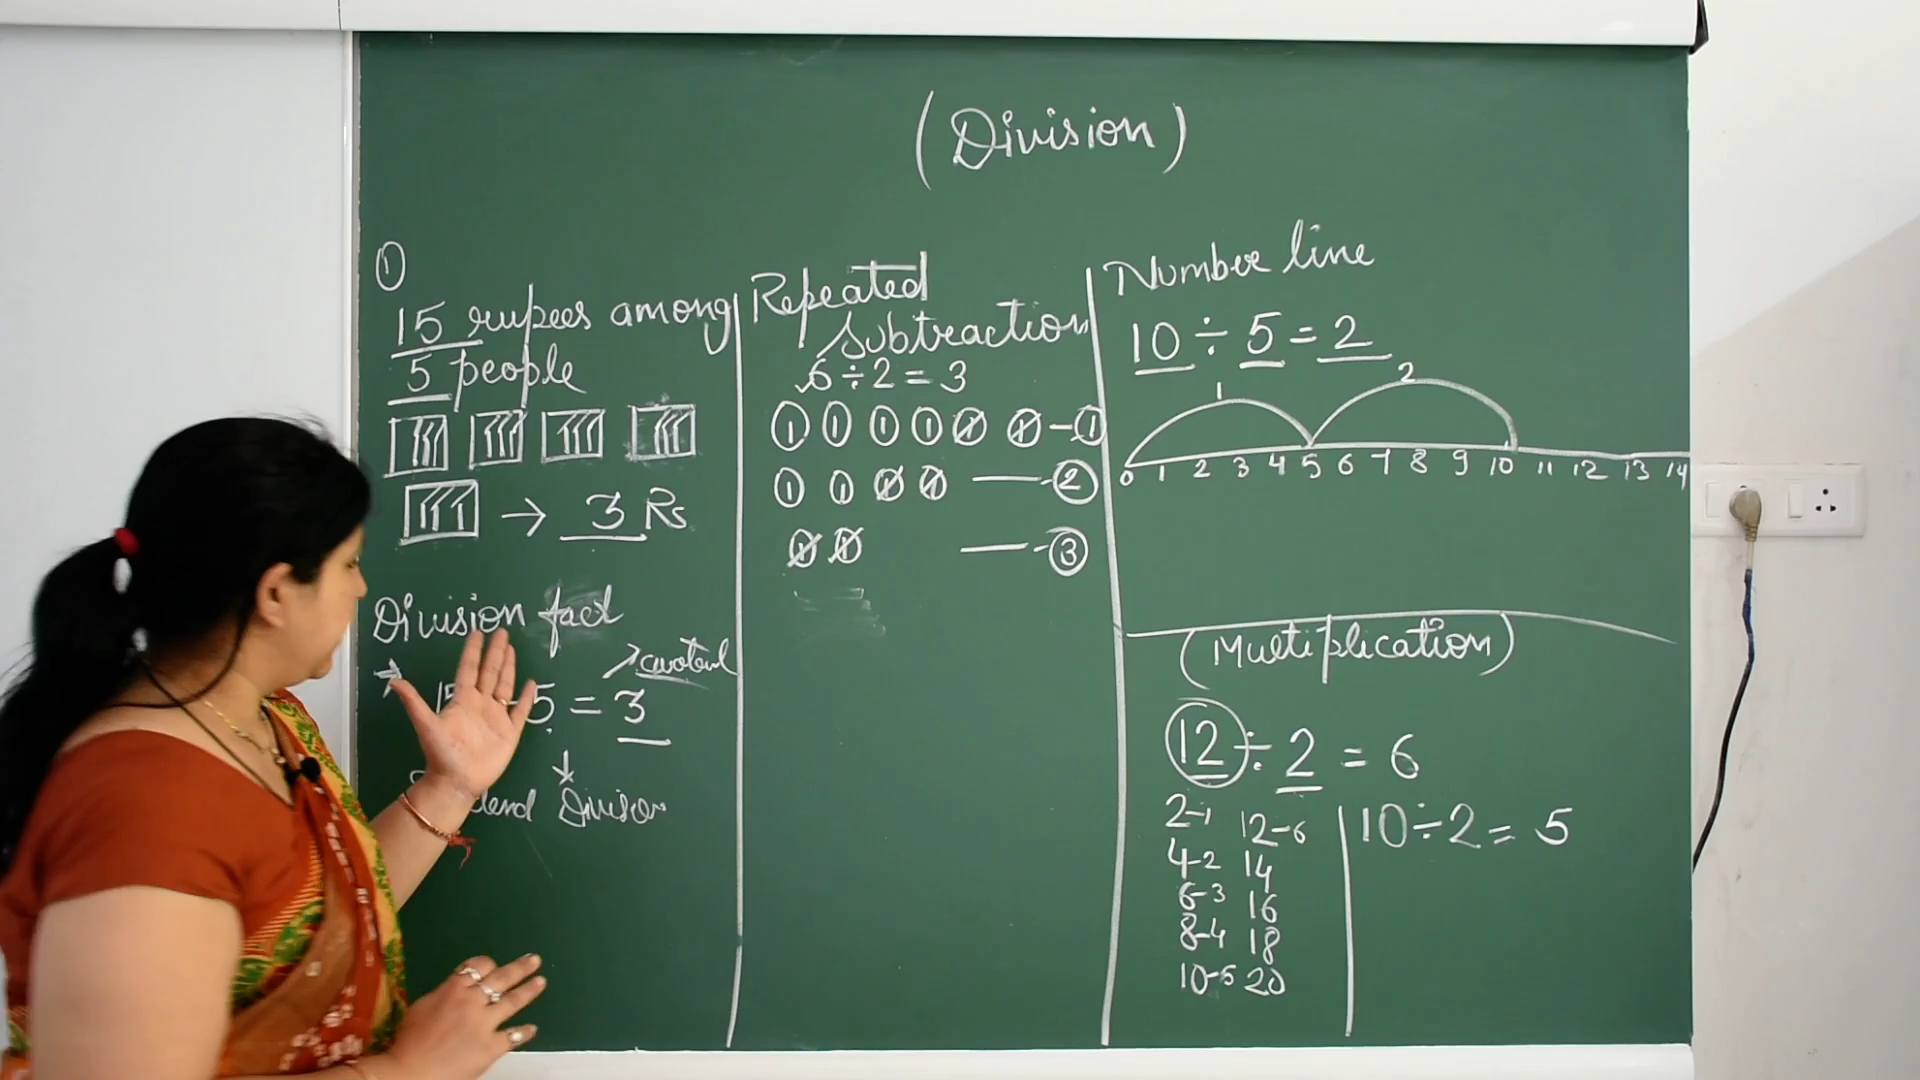 (Division)
①
15 rupees among
5 people
→ 3 Rs
Division fact
5 = 3
Divisor
Repeated
Subtraction
6 ÷ 2 = 3
① ① ① ① ① ① - ①
① ① ① ① — - ②
① ① — - ③
Number line
10 ÷ 5 = 2
1 2
0 1 2 3 4 5 6 7 8 9 10 11 12 13 14
(Multiplication)
12 ÷ 2 = 6
2-1 12-6
4-2 14
6-3 16
8-4 18
10-5 20
10 ÷ 2 = 5